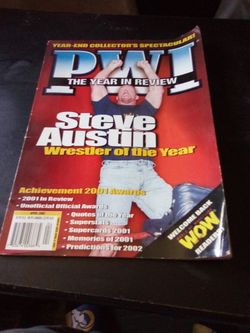 YEAR-END COLLECTOR'S SPECTACULAR!
PWI
THE YEAR IN REVIEW
Steve
Austin
Wrestler of the Year
Achievement 2001 Awards
• 2001 In Review
• Unofficial Official Awards
• Quotes of the Year
• Superstars
• Supercards 2001
• Memories of 2001
• Predictions for 2002
WELCOME BACK
WOW
READERS!